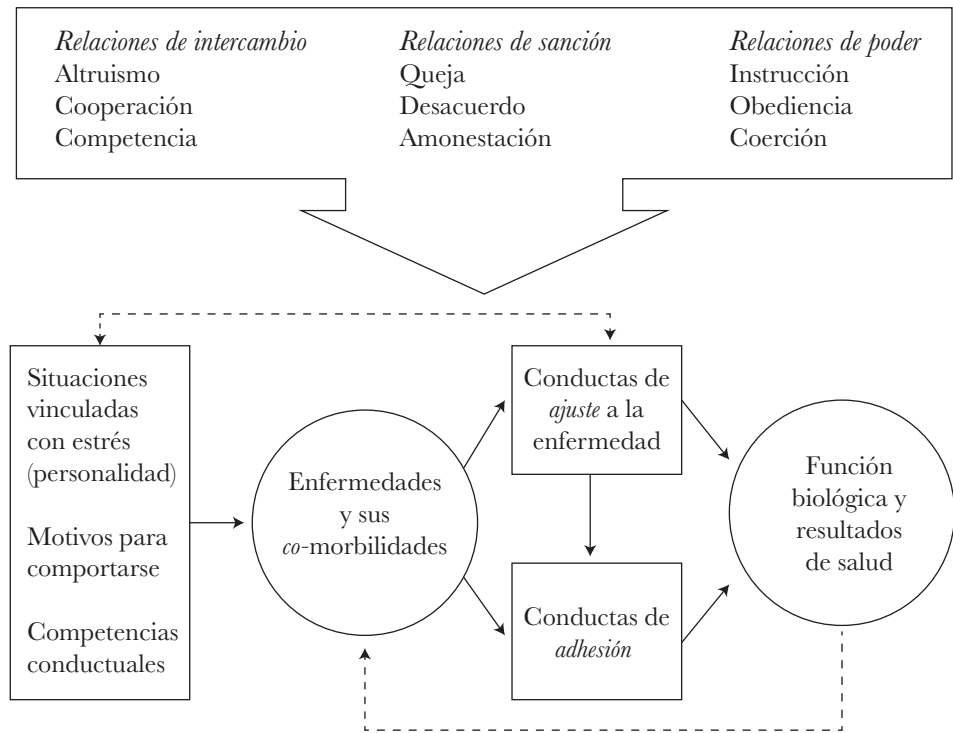 Relaciones de intercambio
Altruismo
Cooperación
Competencia
Relaciones de sanción
Queja
Desacuerdo
Amonestación
Relaciones de poder
Instrucción
Obediencia
Coerción
Situaciones
vinculadas
con estrés
(personalidad)
Motivos para
comportarse
Competencias
conductuales
Enfermedades
y sus
co-morbilidades
Conductas de
ajuste a la
enfermedad
Conductas de
adhesión
Función
biológica y
resultados
de salud